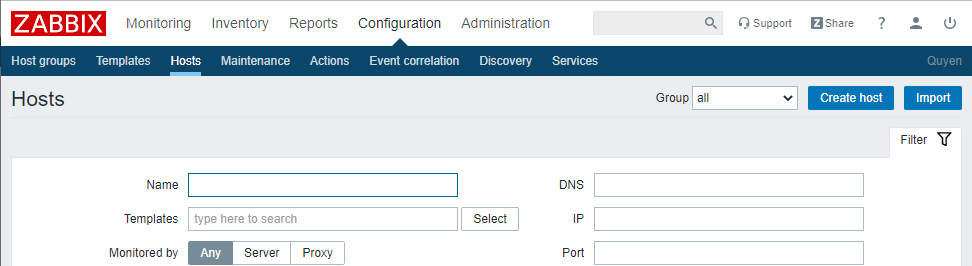 ZABBIX Monitoring Inventory Reports Configuration Administration Z Support Z Share ?
Host groups Templates Hosts Maintenance Actions Event correlation Discovery Services Quyen
Hosts Group all Create host Import
Filter
Name DNS
Templates type here to search Select IP
Monitored by Any Server Proxy Port